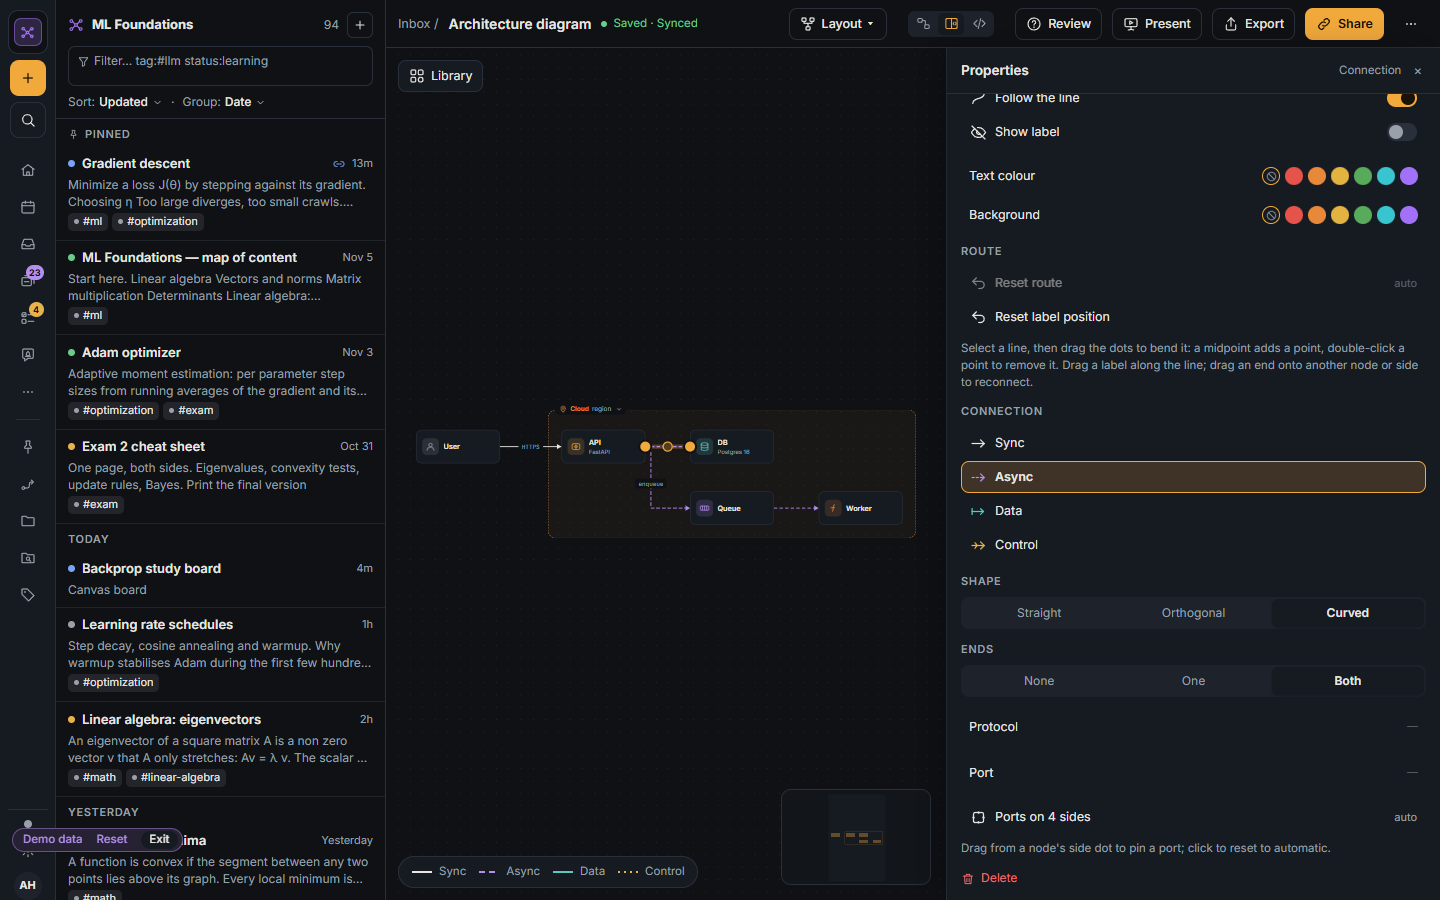 ML Foundations
94
Filter... tag:#llm status:learning
Sort: Updated · Group: Date
PINNED
Gradient descent
13m
Minimize a loss J(θ) by stepping against its gradient.
Choosing η Too large diverges, too small crawls....
#ml
#optimization
ML Foundations — map of content
Nov 5
Start here. Linear algebra Vectors and norms Matrix
multiplication Determinants Linear algebra:...
#ml
Adam optimizer
Nov 3
Adaptive moment estimation: per parameter step
sizes from running averages of the gradient and its...
#optimization
#exam
Exam 2 cheat sheet
Oct 31
One page, both sides. Eigenvalues, convexity tests,
update rules, Bayes. Print the final version
#exam
TODAY
Backprop study board
4m
Canvas board
Learning rate schedules
1h
Step decay, cosine annealing and warmup. Why
warmup stabilises Adam during the first few hundre...
#optimization
Linear algebra: eigenvectors
2h
An eigenvector of a square matrix A is a non zero
vector v that A only stretches: Av = λ v. The scalar ...
#math
#linear-algebra
YESTERDAY
ima
Yesterday
A function is convex if the segment between any two
points lies above its graph. Every local minimum is...
#math
23
4
Demo data
Reset
Exit
AH
Inbox /
Architecture diagram
Saved · Synced
Layout
Review
Present
Export
Share
Library
Cloud region
User
HTTPS
API
FastAPI
DB
Postgres 16
enqueue
Queue
Worker
Sync
Async
Data
Control
Properties
Connection
Follow the line
Show label
Text colour
Background
ROUTE
Reset route
auto
Reset label position
Select a line, then drag the dots to bend it: a midpoint adds a point, double-click a
point to remove it. Drag a label along the line; drag an end onto another node or side
to reconnect.
CONNECTION
Sync
Async
Data
Control
SHAPE
Straight
Orthogonal
Curved
ENDS
None
One
Both
Protocol
—
Port
—
Ports on 4 sides
auto
Drag from a node's side dot to pin a port; click to reset to automatic.
Delete